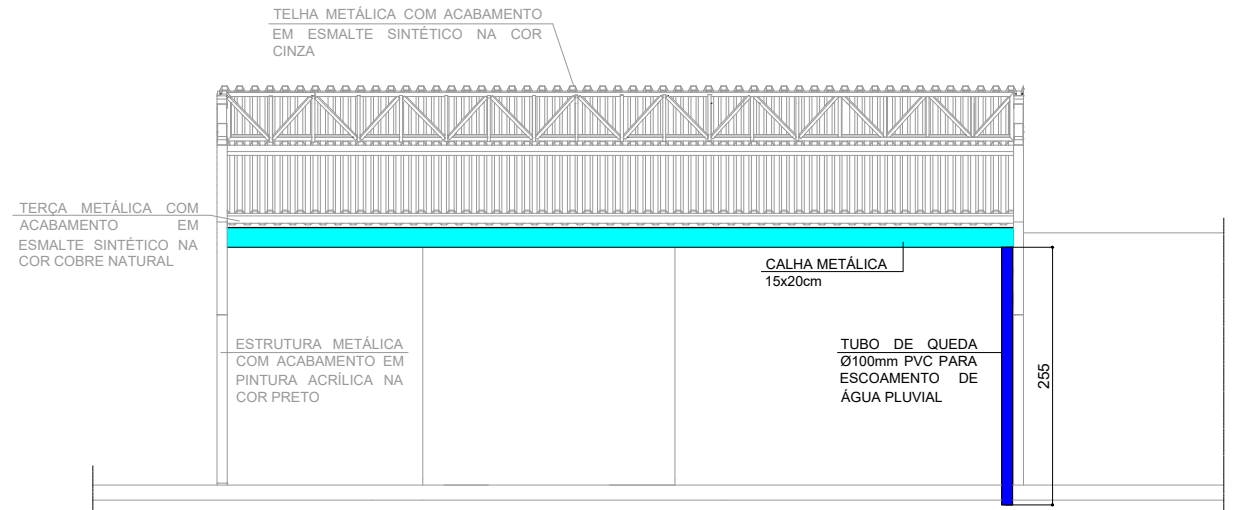 TELHA METÁLICA COM ACABAMENTO
EM ESMALTE SINTÉTICO NA COR
CINZA
TERÇA METÁLICA COM
ACABAMENTO EM
ESMALTE SINTÉTICO NA
COR COBRE NATURAL
CALHA METÁLICA
15x20cm
ESTRUTURA METÁLICA
COM ACABAMENTO EM
PINTURA ACRÍLICA NA
COR PRETO
TUBO DE QUEDA
Ø100mm PVC PARA
ESCOAMENTO DE
ÁGUA PLUVIAL
255